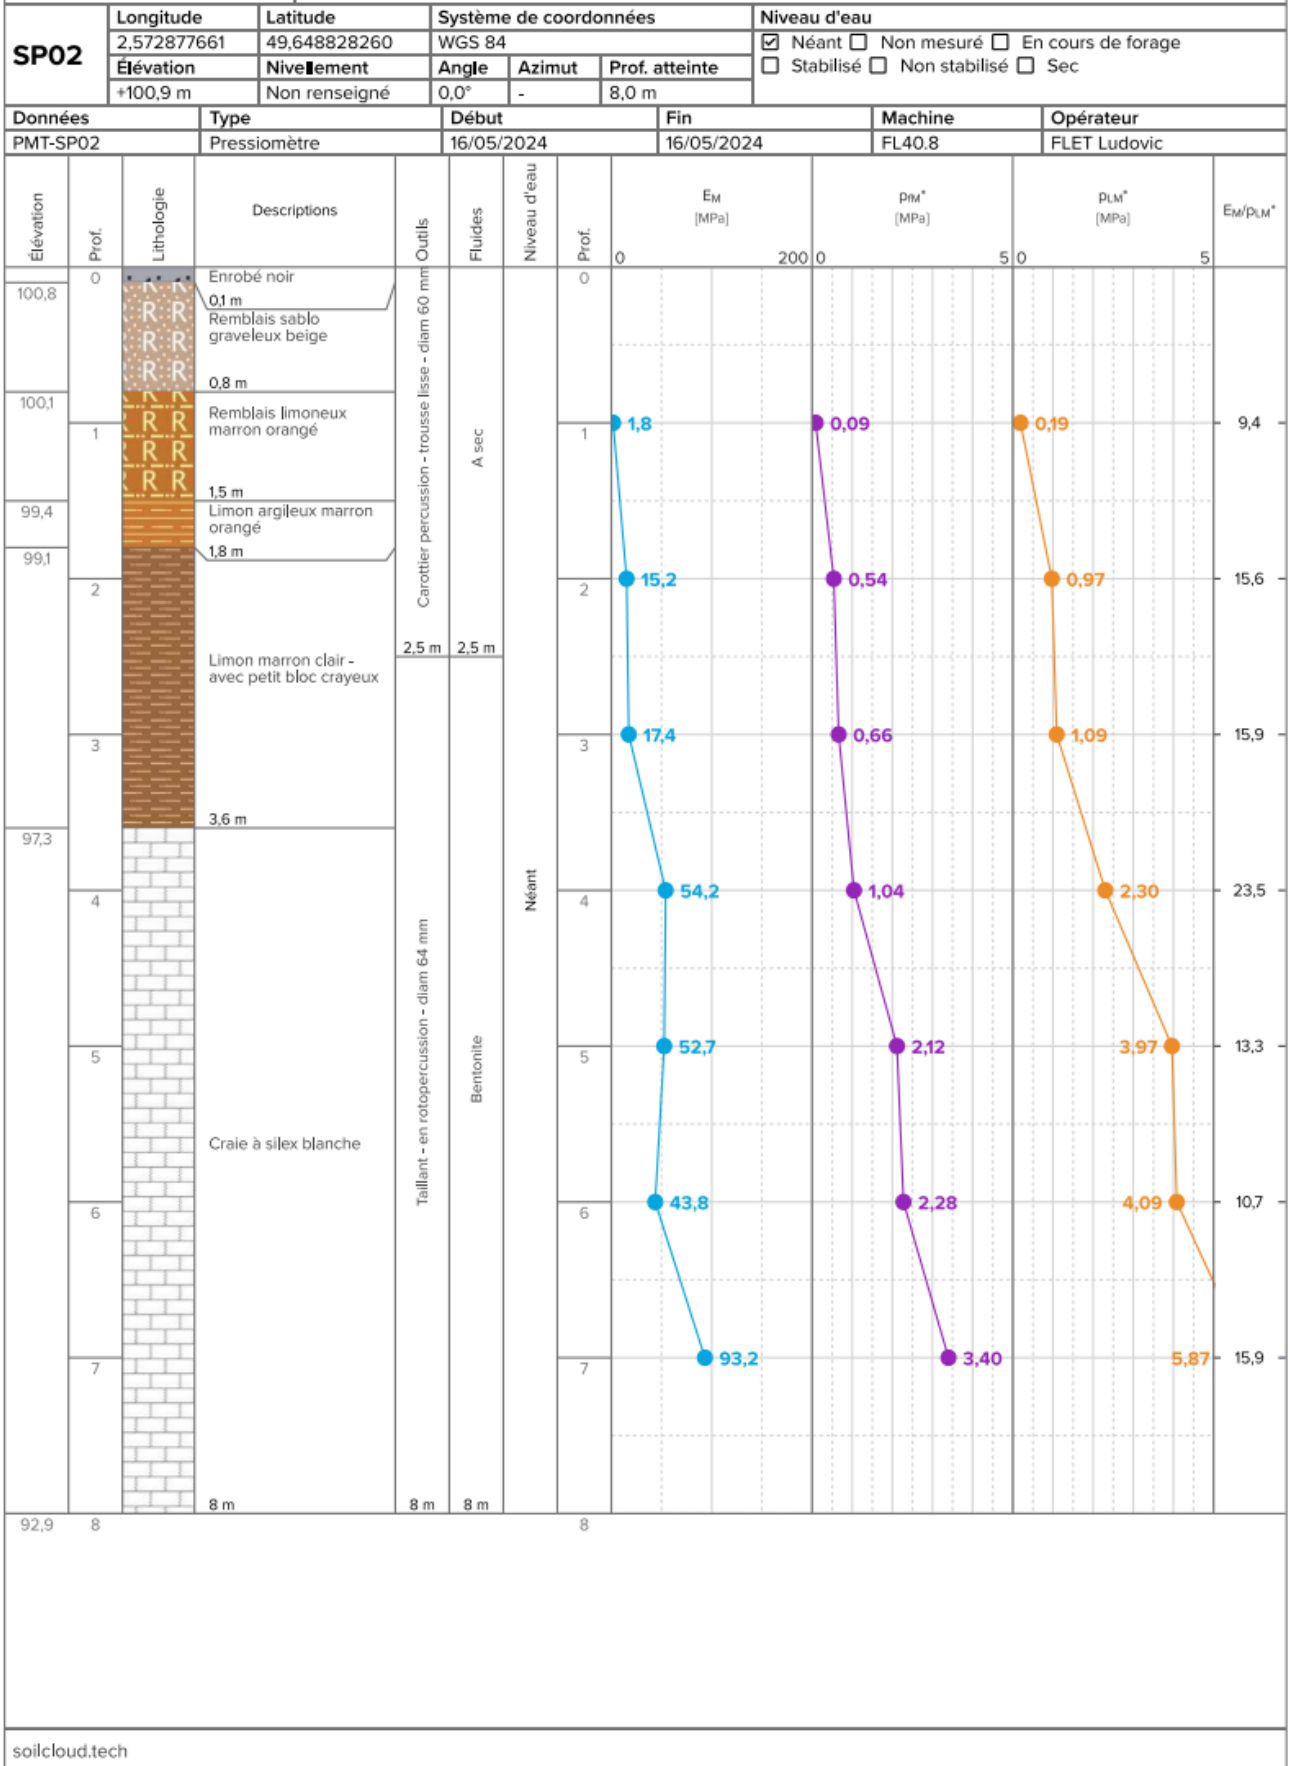 SP02
Longitude Latitude Système de coordonnées Niveau d'eau
2,572877661 49,648828260 WGS 84 Néant Non mesuré En cours de forage
Élévation Nivellement Angle Azimut Prof. atteinte Stabilisé Non stabilisé Sec
+100,9 m Non renseigné 0,0° - 8,0 m
Données Type Début Fin Machine Opérateur
PMT-SP02 Pressiomètre 16/05/2024 16/05/2024 FL40.8 FLET Ludovic
Élévation Prof. Lithologie Descriptions Outils Fluides Niveau d'eau Prof. EM [MPa] pfM* [MPa] pLM* [MPa] EM/pLM*
0 200 0 5 0 5
0 Enrobé noir 0
100,8
0,1 m
R R
Remblais sablo
graveleux beige
R R
R R
R R
0,8 m
100,1
R R
Remblais limoneux
marron orangé
R R
R R
R R
1 1 1,8 0,09 0,19 9,4
1,5 m
99,4
Limon argileux marron
orangé
1,8 m
99,1
Carottier percussion - trousse lisse - diam 60 mm
A sec
2 2 15,2 0,54 0,97 15,6
2,5 m 2,5 m
Limon marron clair -
avec petit bloc crayeux
3 3 17,4 0,66 1,09 15,9
3,6 m
97,3
Néant
4 4 54,2 1,04 2,30 23,5
Taillant - en rotopercussion - diam 64 mm
Bentonite
5 5 52,7 2,12 3,97 13,3
Craie à silex blanche
6 6 43,8 2,28 4,09 10,7
7 7 93,2 3,40 5,87 15,9
8 m 8 m 8 m
92,9 8 8
soilcloud.tech